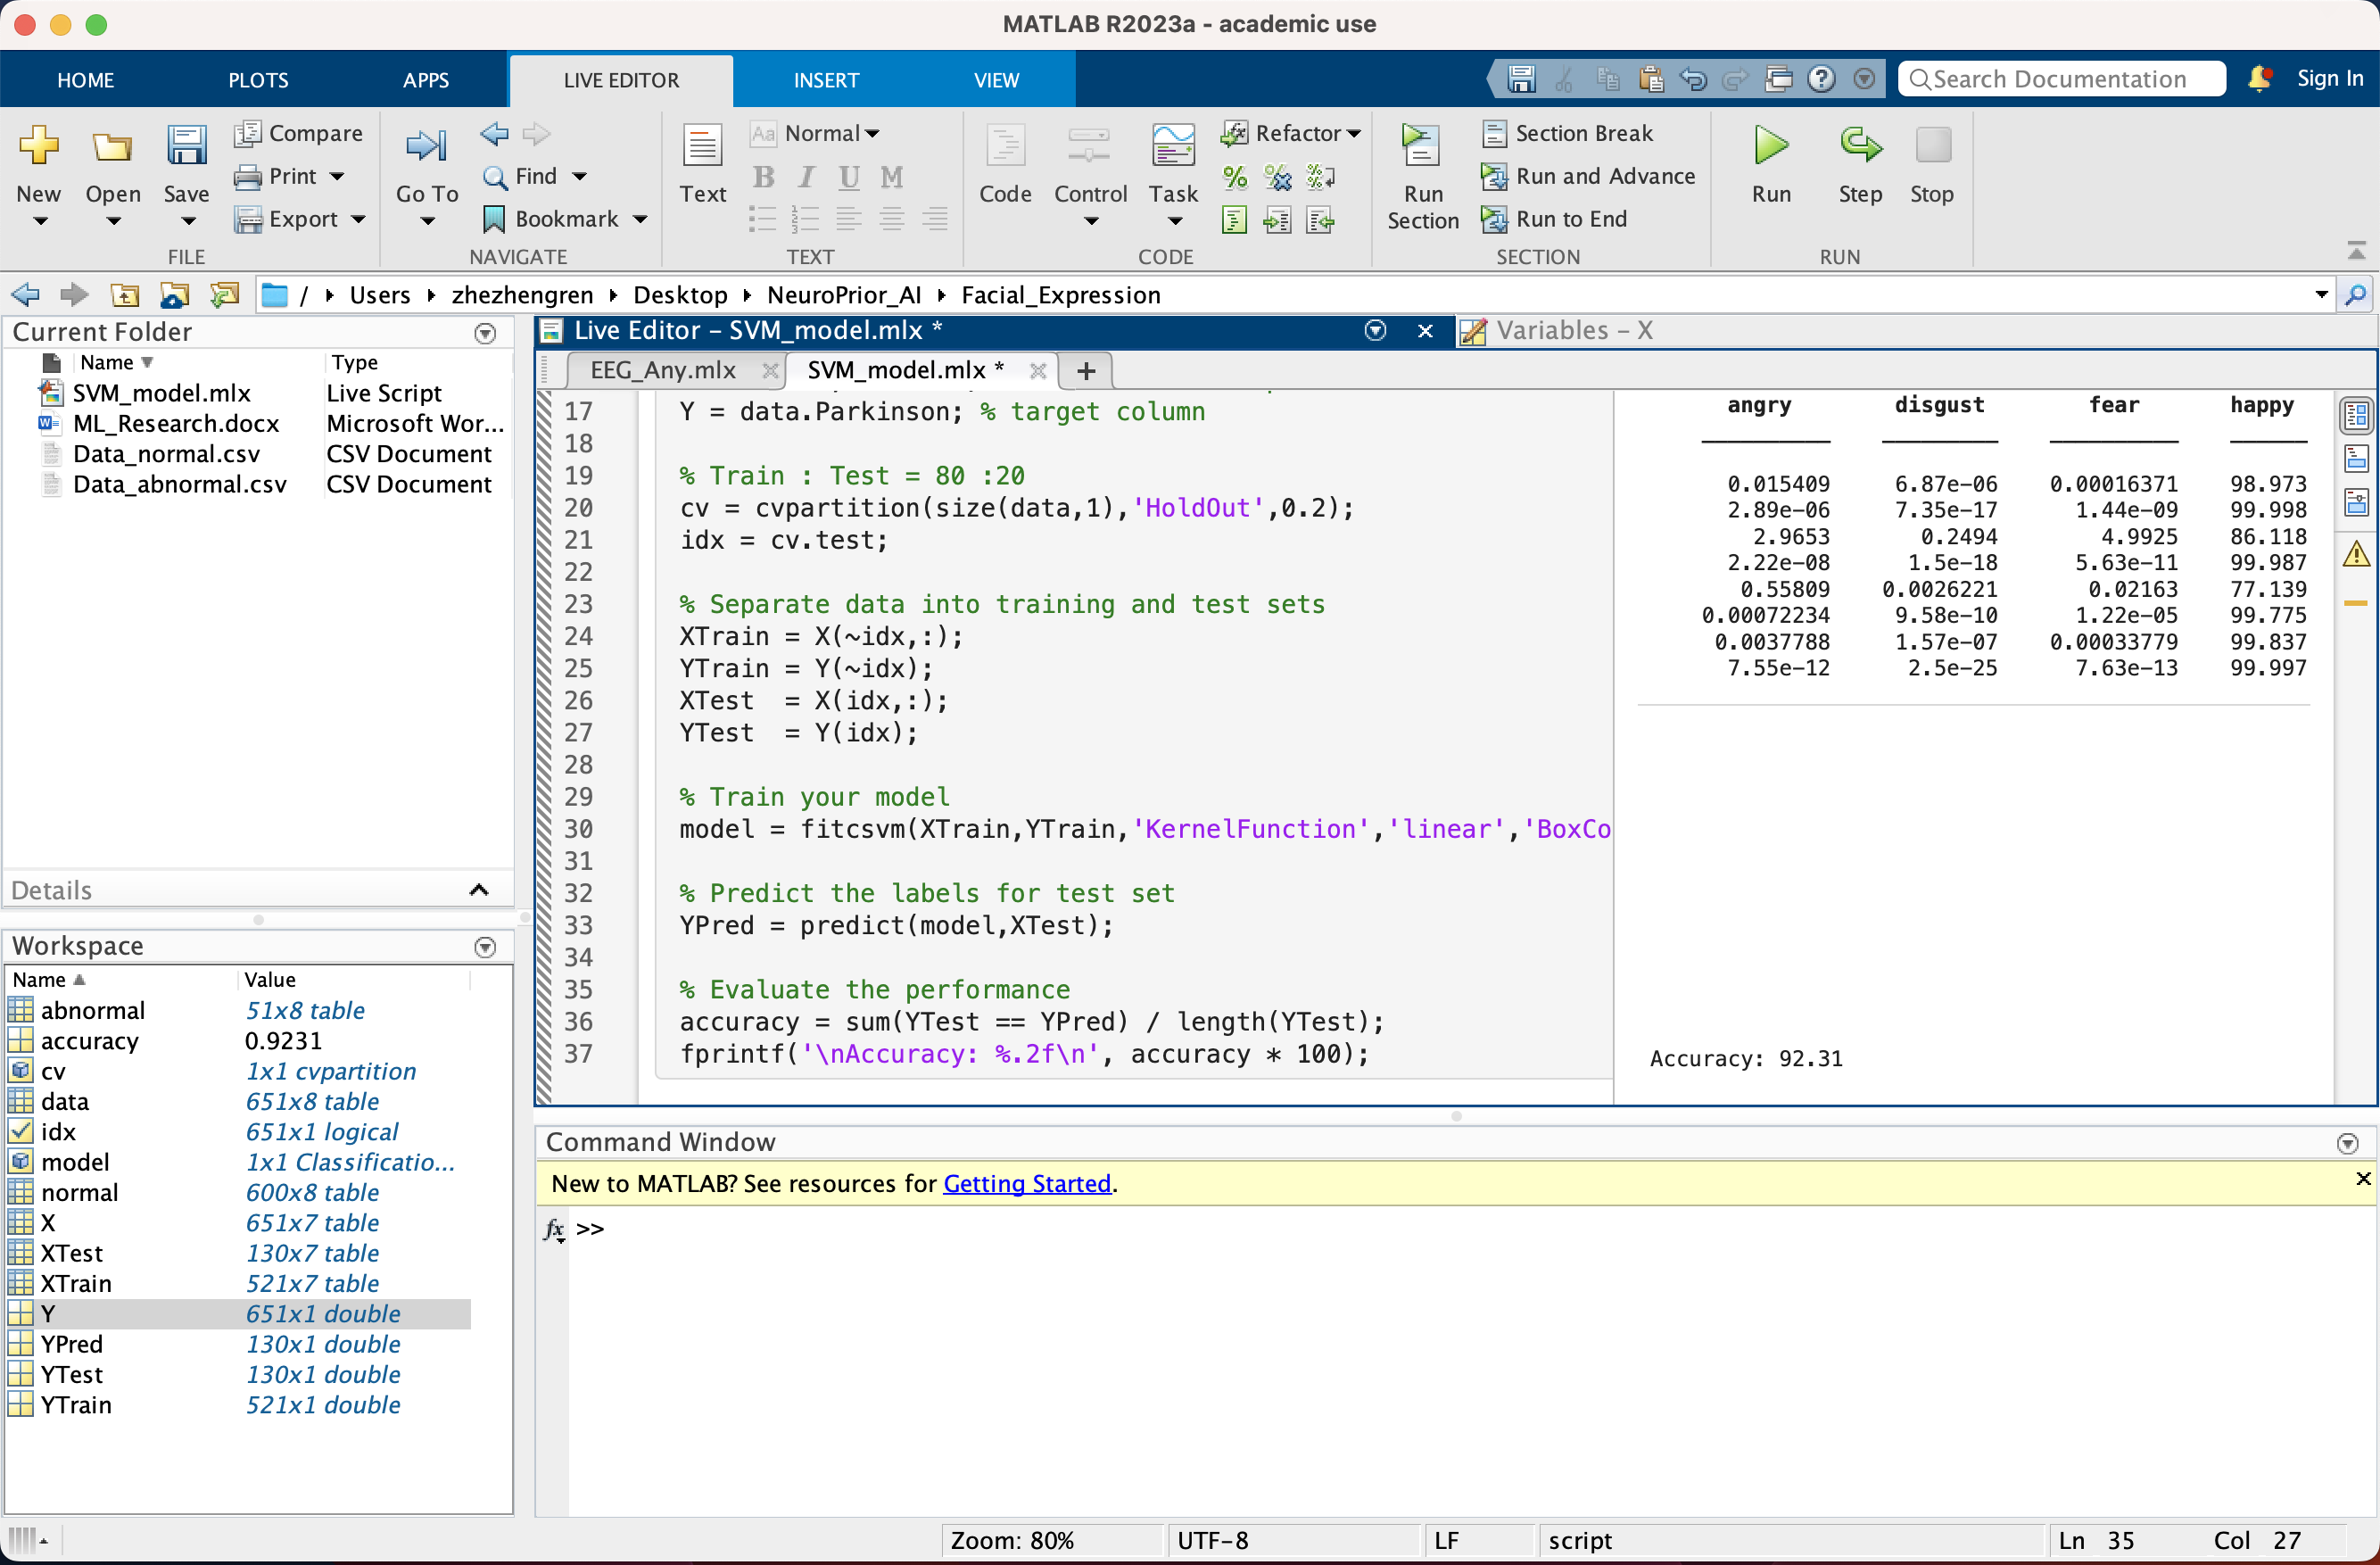 MATLAB R2023a - academic use
HOME PLOTS APPS LIVE EDITOR INSERT VIEW Search Documentation Sign In
New Open Save Compare Print Export
FILE
Go To Find Bookmark
NAVIGATE
Text Aa Normal B I U M
TEXT
Code Control Task Refactor
CODE
Run Section Section Break Run and Advance Run to End
SECTION
Run Step Stop
RUN
/ Users zhezhengren Desktop NeuroPrior_AI Facial_Expression
Current Folder
Name Type
SVM_model.mlx Live Script
ML_Research.docx Microsoft Wor...
Data_normal.csv CSV Document
Data_abnormal.csv CSV Document
Details
Workspace
Name Value
abnormal 51x8 table
accuracy 0.9231
cv 1x1 cvpartition
data 651x8 table
idx 651x1 logical
model 1x1 Classificatio...
normal 600x8 table
X 651x7 table
XTest 130x7 table
XTrain 521x7 table
Y 651x1 double
YPred 130x1 double
YTest 130x1 double
YTrain 521x1 double
Live Editor - SVM_model.mlx *
Variables - X
EEG_Any.mlx SVM_model.mlx * +
17 Y = data.Parkinson; % target column
18
19 % Train : Test = 80 :20
20 cv = cvpartition(size(data,1),'HoldOut',0.2);
21 idx = cv.test;
22
23 % Separate data into training and test sets
24 XTrain = X(~idx,:);
25 YTrain = Y(~idx);
26 XTest  = X(idx,:);
27 YTest  = Y(idx);
28
29 % Train your model
30 model = fitcsvm(XTrain,YTrain,'KernelFunction','linear','BoxCo
31
32 % Predict the labels for test set
33 YPred = predict(model,XTest);
34
35 % Evaluate the performance
36 accuracy = sum(YTest == YPred) / length(YTest);
37 fprintf('\nAccuracy: %.2f\n', accuracy * 100);
angry disgust fear happy
0.015409 6.87e-06 0.00016371 98.973
2.89e-06 7.35e-17 1.44e-09 99.998
2.9653 0.2494 4.9925 86.118
2.22e-08 1.5e-18 5.63e-11 99.987
0.55809 0.0026221 0.02163 77.139
0.00072234 9.58e-10 1.22e-05 99.775
0.0037788 1.57e-07 0.00033779 99.837
7.55e-12 2.5e-25 7.63e-13 99.997
Accuracy: 92.31
Command Window
New to MATLAB? See resources for Getting Started.
fx >>
Zoom: 80% UTF-8 LF script Ln 35 Col 27